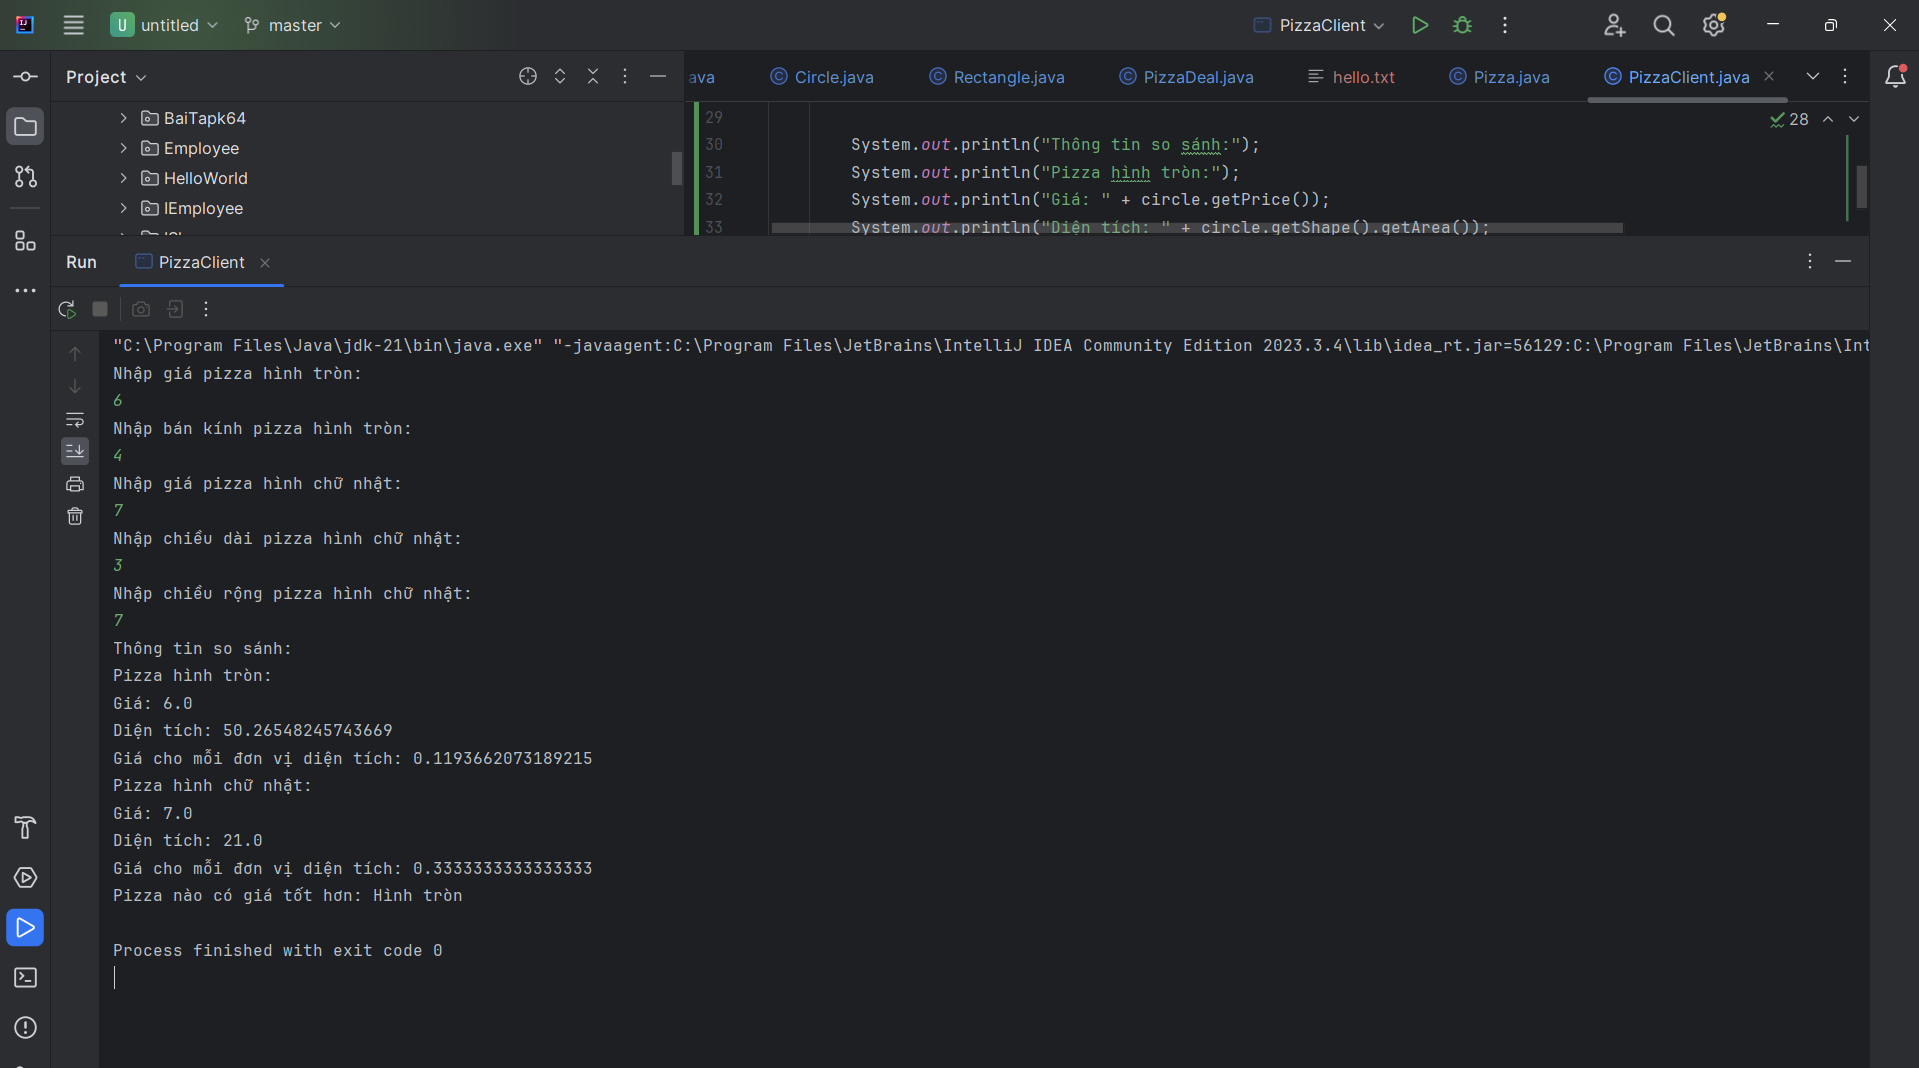 U untitled master PizzaClient
Project
ava Circle.java Rectangle.java PizzaDeal.java hello.txt Pizza.java PizzaClient.java
BaiTapk64
Employee
HelloWorld
IEmployee
28
29
30 System.out.println("Thông tin so sánh:");
31 System.out.println("Pizza hình tròn:");
32 System.out.println("Giá: " + circle.getPrice());
33 System.out.println("Diện tích: " + circle.getShape().getArea());
Run PizzaClient
"C:\Program Files\Java\jdk-21\bin\java.exe" "-javaagent:C:\Program Files\JetBrains\IntelliJ IDEA Community Edition 2023.3.4\lib\idea_rt.jar=56129:C:\Program Files\JetBrains\Int
Nhập giá pizza hình tròn:
6
Nhập bán kính pizza hình tròn:
4
Nhập giá pizza hình chữ nhật:
7
Nhập chiều dài pizza hình chữ nhật:
3
Nhập chiều rộng pizza hình chữ nhật:
7
Thông tin so sánh:
Pizza hình tròn:
Giá: 6.0
Diện tích: 50.26548245743669
Giá cho mỗi đơn vị diện tích: 0.1193662073189215
Pizza hình chữ nhật:
Giá: 7.0
Diện tích: 21.0
Giá cho mỗi đơn vị diện tích: 0.3333333333333333
Pizza nào có giá tốt hơn: Hình tròn
Process finished with exit code 0